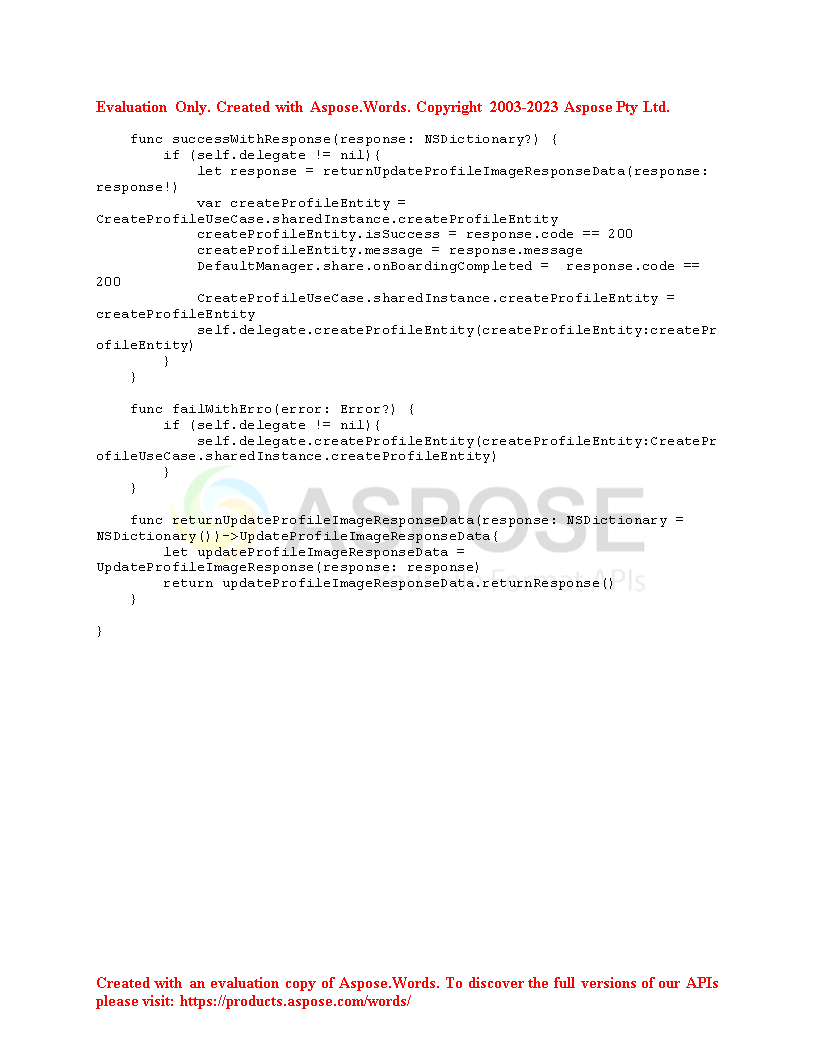 Evaluation Only. Created with Aspose.Words. Copyright 2003-2023 Aspose Pty Ltd.
    func successWithResponse(response: NSDictionary?) {
        if (self.delegate != nil){
            let response = returnUpdateProfileImageResponseData(response:
response!)
            var createProfileEntity =
CreateProfileUseCase.sharedInstance.createProfileEntity
            createProfileEntity.isSuccess = response.code == 200
            createProfileEntity.message = response.message
            DefaultManager.share.onBoardingCompleted =  response.code ==
200
            CreateProfileUseCase.sharedInstance.createProfileEntity =
createProfileEntity
            self.delegate.createProfileEntity(createProfileEntity:createPr
ofileEntity)
        }
    }
    func failWithErro(error: Error?) {
        if (self.delegate != nil){
            self.delegate.createProfileEntity(createProfileEntity:CreatePr
ofileUseCase.sharedInstance.createProfileEntity)
        }
    }
ASPOSE
    func returnUpdateProfileImageResponseData(response: NSDictionary =
NSDictionary())->UpdateProfileImageResponseData{
        let updateProfileImageResponseData =
UpdateProfileImageResponse(response: response)
        return updateProfileImageResponseData.returnResponse()
    }
}
Created with an evaluation copy of Aspose.Words. To discover the full versions of our APIs
please visit: https://products.aspose.com/words/